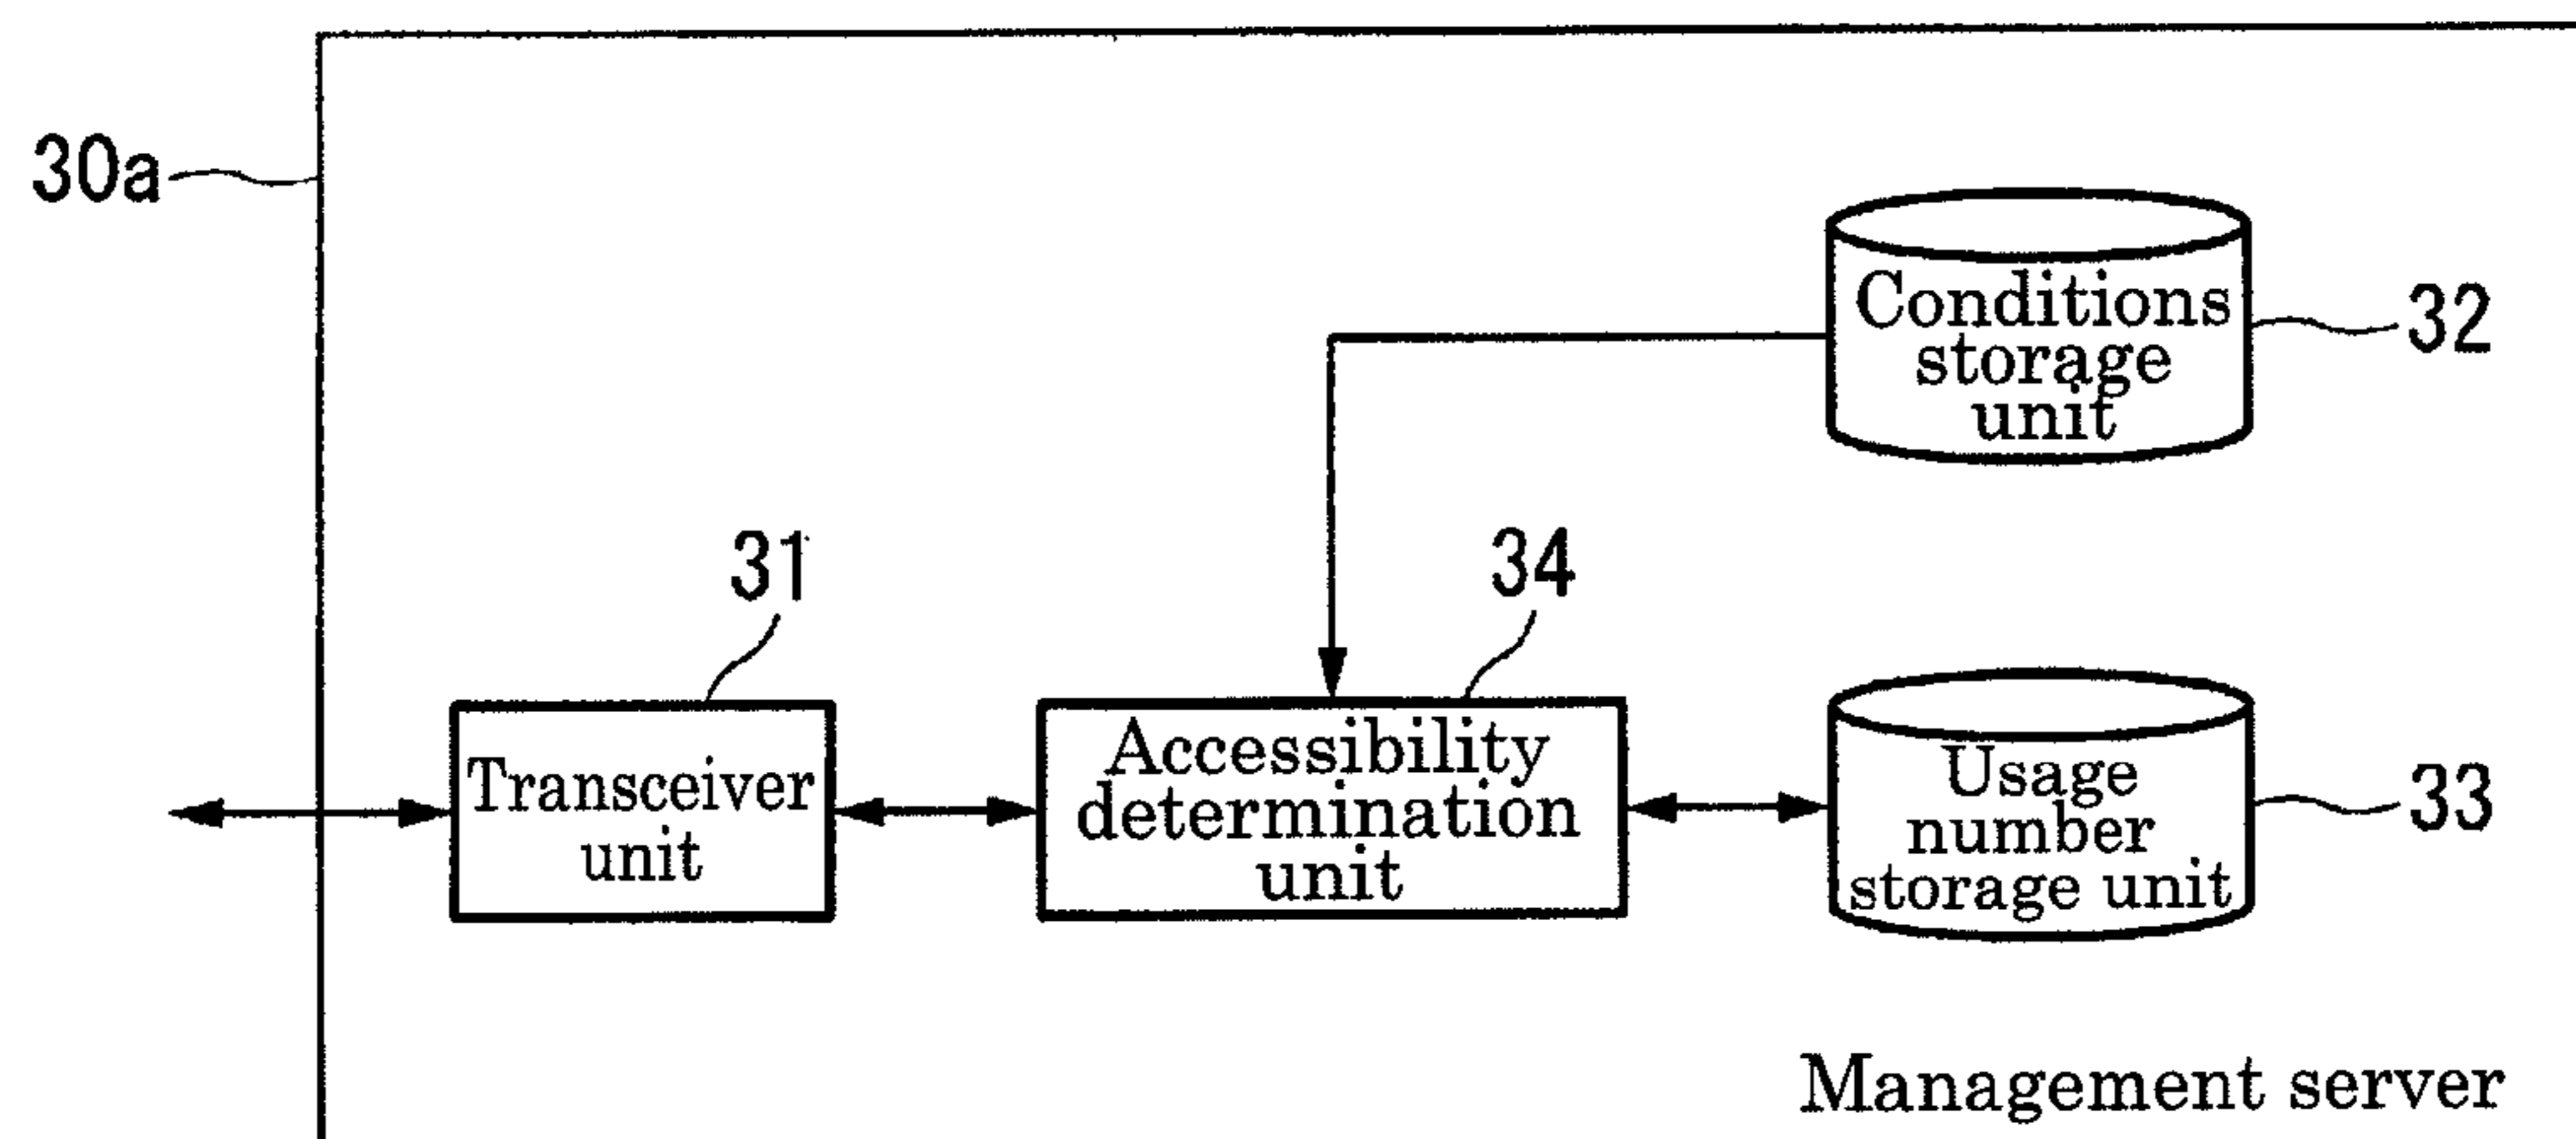 30a
Conditions
storage
unit
32
31
34
Transceiver
unit
Accessibility
determination
unit
Usage
number
storage unit
33
Management server